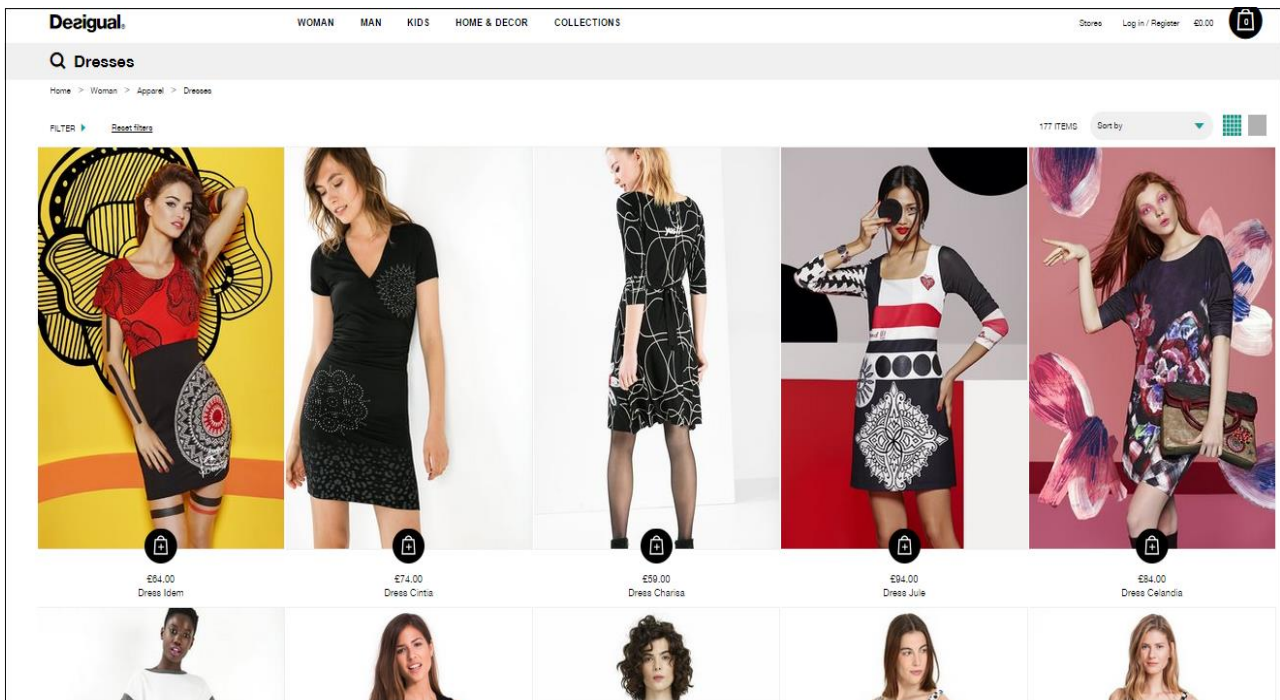 Desigual.
WOMAN MAN KIDS HOME & DECOR COLLECTIONS
Stores Log in / Register £0.00 0
Dresses
Home > Woman > Apparel > Dresses
FILTER Reset filters
177 ITEMS Sort by
yes!!
£64.00
Dress Idem
£74.00
Dress Cintia
£59.00
Dress Charisa
£94.00
Dress Jule
£84.00
Dress Celandia